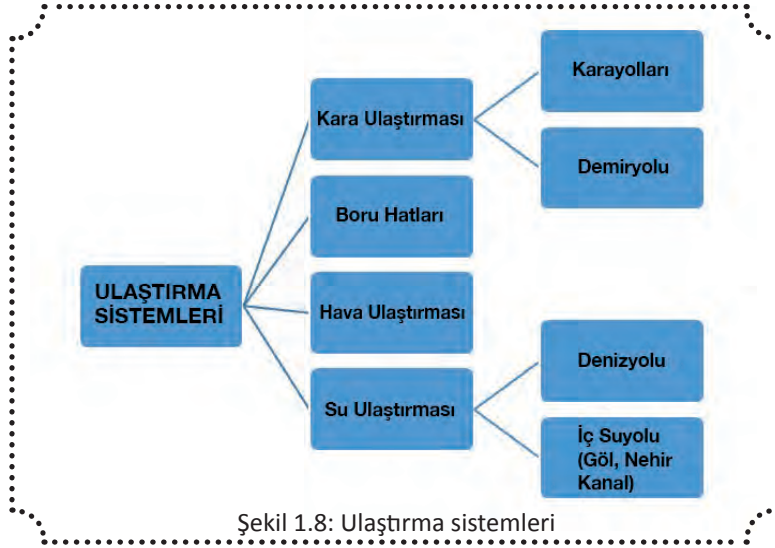 ULAŞTIRMA
SİSTEMLERİ
Kara Ulaştırması
Karayolları
Demiryolu
Boru Hatları
Hava Ulaştırması
Su Ulaştırması
Denizyolu
İç Suyolu
(Göl, Nehir
Kanal)
Şekil 1.8: Ulaştırma sistemleri